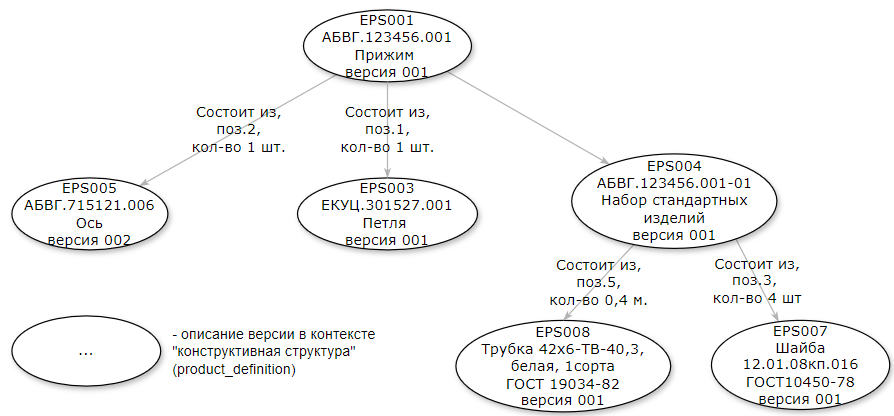 EPS001
АБВГ.123456.001
Прижим
версия 001
Состоит из,
поз.2,
кол-во 1 шт.
Состоит из,
поз.1,
кол-во 1 шт.
EPS005
АБВГ.715121.006
Ось
версия 002
EPS003
ЕКУЦ.301527.001
Петля
версия 001
EPS004
АБВГ.123456.001-01
Набор стандартных
изделий
версия 001
Состоит из,
поз.5,
кол-во 0,4 м.
Состоит из,
поз.3,
кол-во 4 шт
...
- описание версии в контексте
"конструктивная структура"
(product_definition)
EPS008
Трубка 42х6-ТВ-40,3,
белая, 1сорта
ГОСТ 19034-82
версия 001
EPS007
Шайба
12.01.08кп.016
ГОСТ10450-78
версия 001